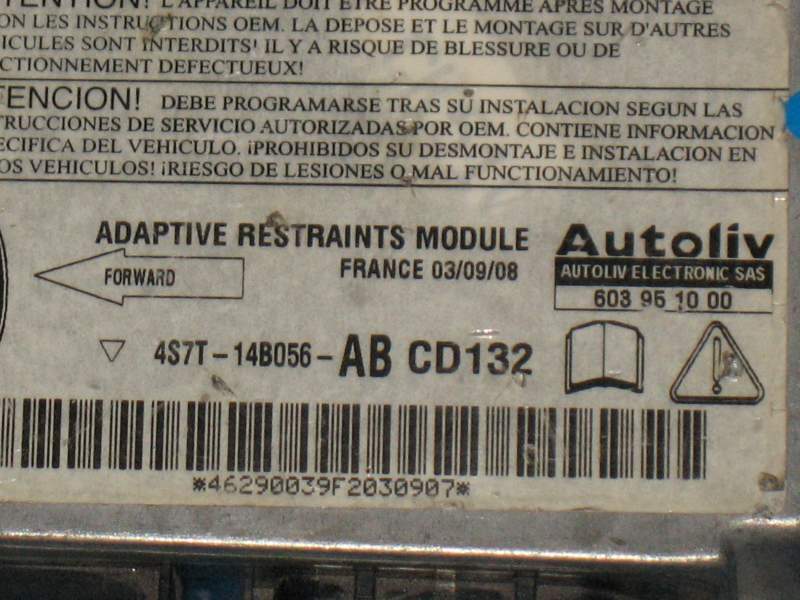 L'APPAREIL DOIT ETRE PROGRAMME APRES MONTAGE
LES INSTRUCTIONS OEM. LA DEPOSE ET LE MONTAGE SUR D'AUTRES
HICULES SONT INTERDITS! IL Y A RISQUE DE BLESSURE OU DE
CTIONNEMENT DEFECTUEUX!
TENCION! DEBE PROGRAMARSE TRAS SU INSTALACION SEGUN LAS
TRUCCIONES DE SERVICIO AUTORIZADAS POR OEM. CONTIENE INFORMACION
ECIFICA DEL VEHICULO. ¡PROHIBIDOS SU DESMONTAJE E INSTALACION EN
OS VEHICULOS! ¡RIESGO DE LESIONES O MAL FUNCIONAMIENTO!
ADAPTIVE RESTRAINTS MODULE
FRANCE 03/09/08
FORWARD
Autoliv
AUTOLIV ELECTRONIC SAS
603 95 10 00
4S7T-14B056-AB CD132
*46290039F2030907*